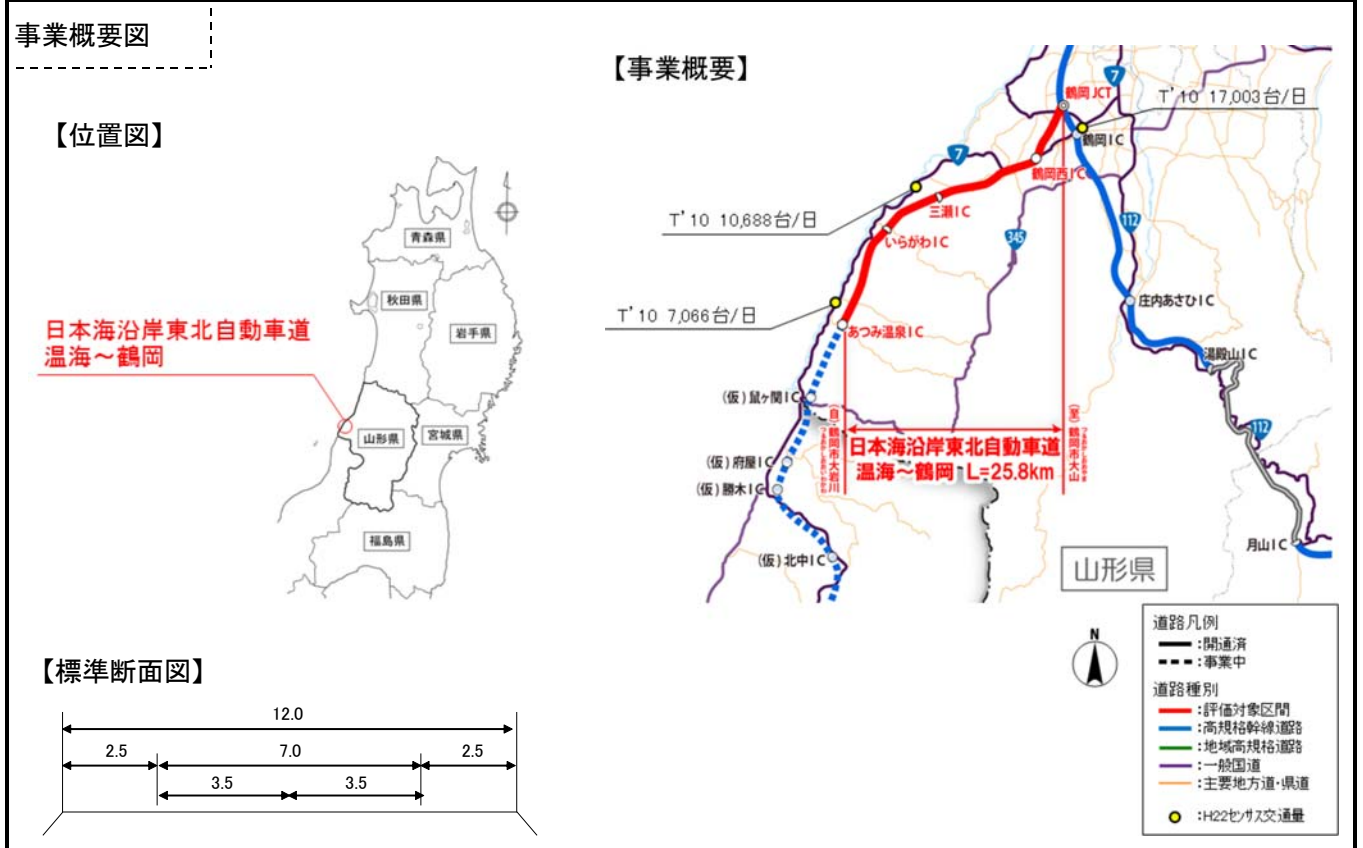 事業概要図
【位置図】
青森県
秋田県
岩手県
日本海沿岸東北自動車道
温海～鶴岡
山形県
宮城県
福島県
【標準断面図】
12.0
2.5
7.0
2.5
3.5
3.5
【事業概要】
7
鶴岡JCT
T'10 17,003台/日
鶴岡IC
7
鶴岡西IC
三瀬IC
T'10 10,688台/日
いらがわIC
345
112
庄内あさひIC
T'10 7,066台/日
あつみ温泉IC
湯殿山IC
(仮)鼠ヶ関IC
112
(自)鶴岡市大岩川
(至)鶴岡市大山
つるおかしおおやま
日本海沿岸東北自動車道
温海～鶴岡 L=25.8km
(仮)府屋IC
(仮)勝木IC
月山IC
(仮)北中IC
山形県
N
道路凡例
:開通済
:事業中
道路種別
:評価対象区間
:高規格幹線道路
:地域高規格道路
:一般国道
:主要地方道・県道
:H22センサス交通量